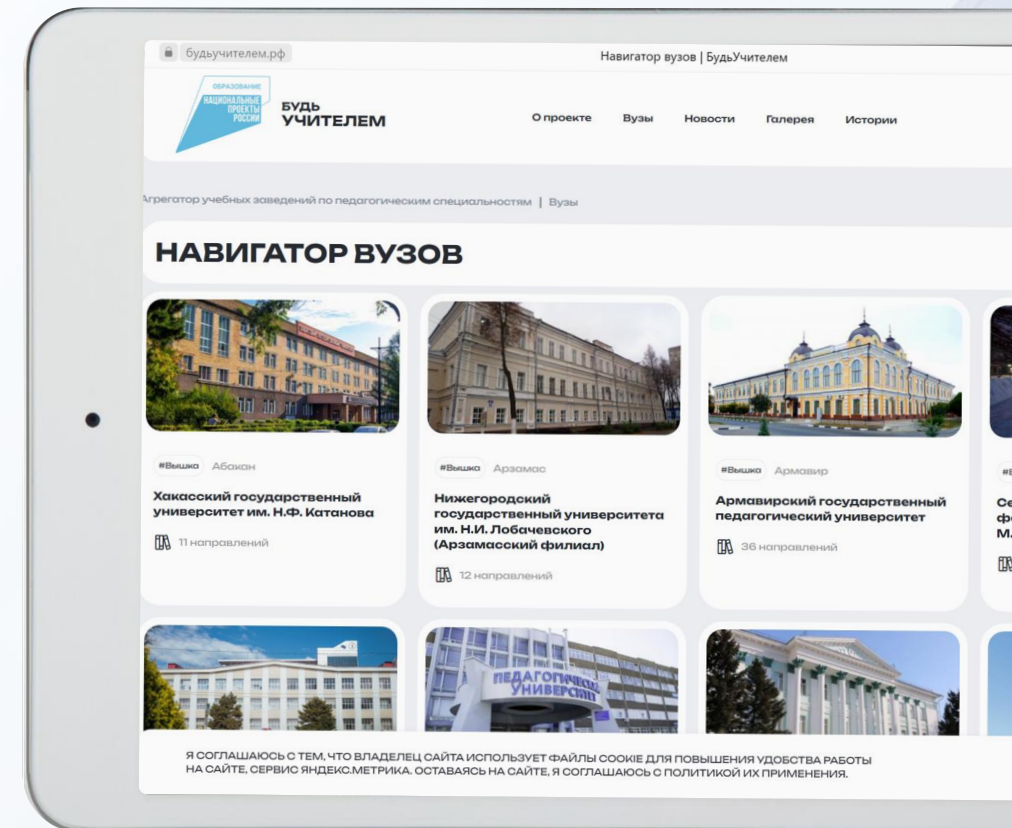 будьучителем.рф
Навигатор вузов | БудьУчителем
ОБРАЗОВАНИЕ
НАЦИОНАЛЬНЫЕ
ПРОЕКТЫ
РОССИИ
БУДЬ
УЧИТЕЛЕМ
О проекте Вузы Новости Галерея Истории
Агрегатор учебных заведений по педагогическим специальностям | Вузы
НАВИГАТОР ВУЗОВ
#Вышка Абакан
Хакасский государственный
университет им. Н.Ф. Катанова
11 направлений
#Вышка Арзамас
Нижегородский
государственный университета
им. Н.И. Лобачевского
(Арзамасский филиал)
12 направлений
#Вышка Армавир
Армавирский государственный
педагогический университет
36 направлений
ПЕДАГОГИЧЕСКИЙ
УНИВЕРСИТЕТ
Я СОГЛАШАЮСЬ С ТЕМ, ЧТО ВЛАДЕЛЕЦ САЙТА ИСПОЛЬЗУЕТ ФАЙЛЫ COOKIE ДЛЯ ПОВЫШЕНИЯ УДОБСТВА РАБОТЫ
НА САЙТЕ, СЕРВИС ЯНДЕКС.МЕТРИКА. ОСТАВАЯСЬ НА САЙТЕ, Я СОГЛАШАЮСЬ С ПОЛИТИКОЙ ИХ ПРИМЕНЕНИЯ.